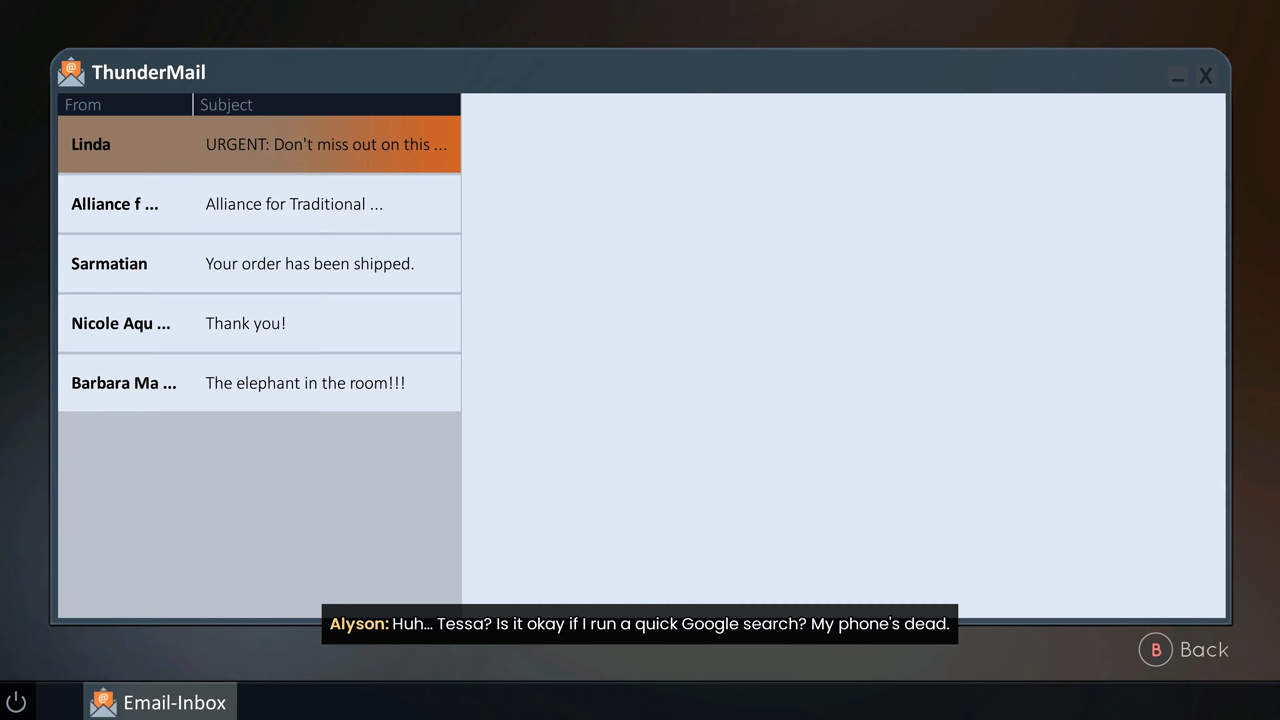 ThunderMail
From Subject
Linda URGENT: Don't miss out on this ...
Alliance f ... Alliance for Traditional ...
Sarmatian Your order has been shipped.
Nicole Aqu ... Thank you!
Barbara Ma ... The elephant in the room!!!
Alyson: Huh... Tessa? Is it okay if I run a quick Google search? My phone's dead.
B Back
Email-Inbox